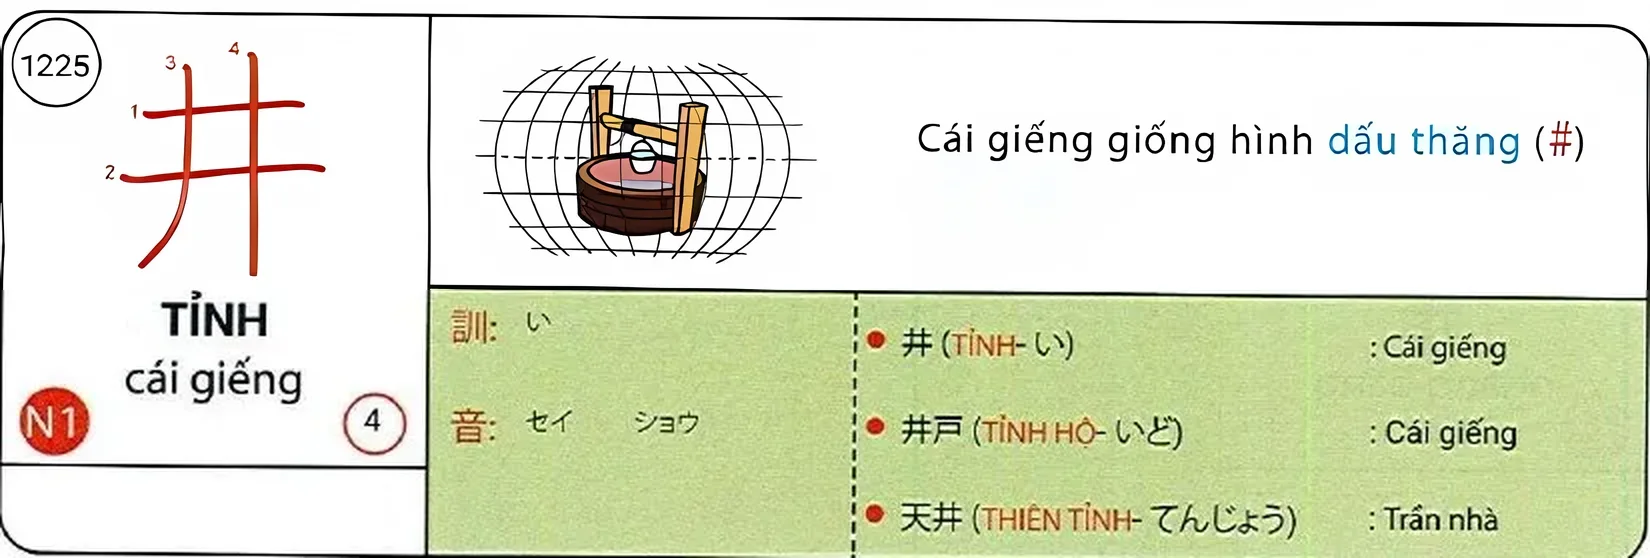 1225
1
2
3
4
井
TỈNH
cái giếng
N1
4
Cái giếng giống hình dấu thăng (#)
訓: い
音: セイ ショウ
井 (TỈNH- い) : Cái giếng
井戸 (TỈNH HỘ- いど) : Cái giếng
天井 (THIÊN TỈNH- てんじょう) : Trần nhà